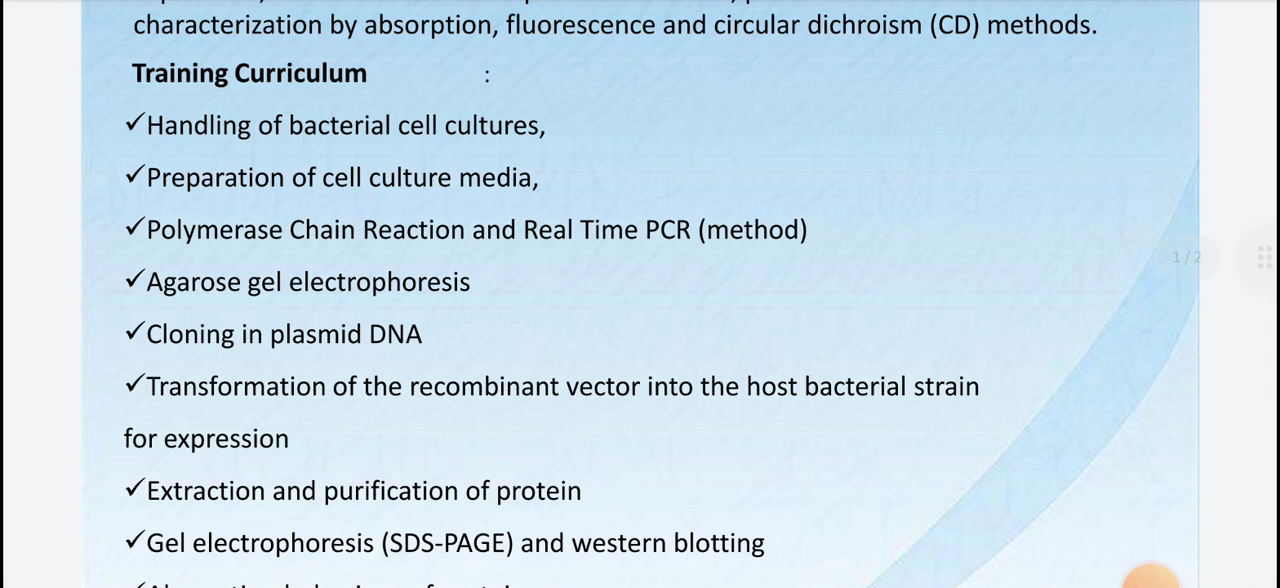 characterization by absorption, fluorescence and circular dichroism (CD) methods.
Training Curriculum :
✓Handling of bacterial cell cultures,
✓Preparation of cell culture media,
✓Polymerase Chain Reaction and Real Time PCR (method)
✓Agarose gel electrophoresis
1 / 2
✓Cloning in plasmid DNA
✓Transformation of the recombinant vector into the host bacterial strain
for expression
✓Extraction and purification of protein
✓Gel electrophoresis (SDS-PAGE) and western blotting